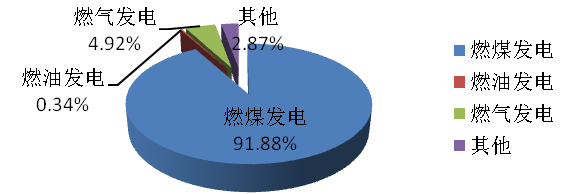 燃气发电
4.92%
其他
2.87%
燃油发电
0.34%
燃煤发电
91.88%
燃煤发电
燃油发电
燃气发电
其他